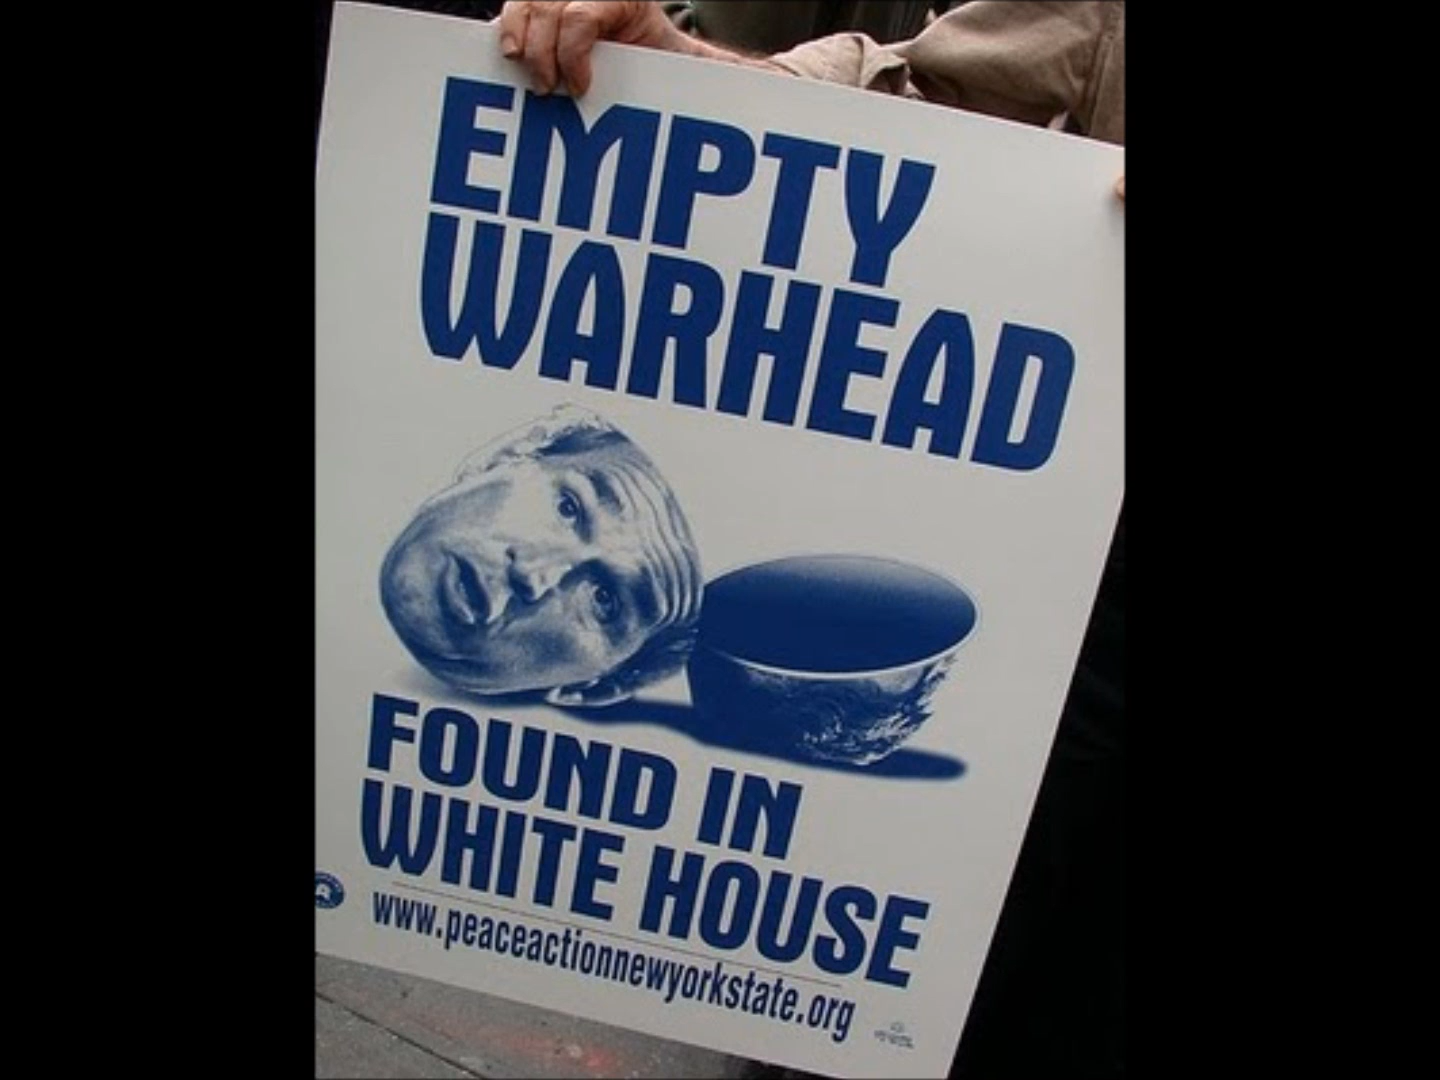 EMPTY
WARHEAD
FOUND IN
WHITE HOUSE
www.peaceactionnewyorkstate.org